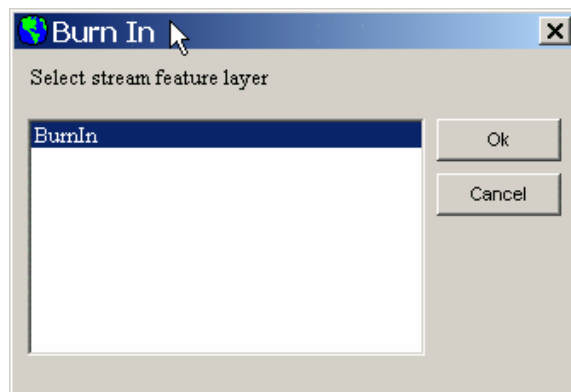 Burn In
Select stream feature layer
BurnIn
Ok
Cancel